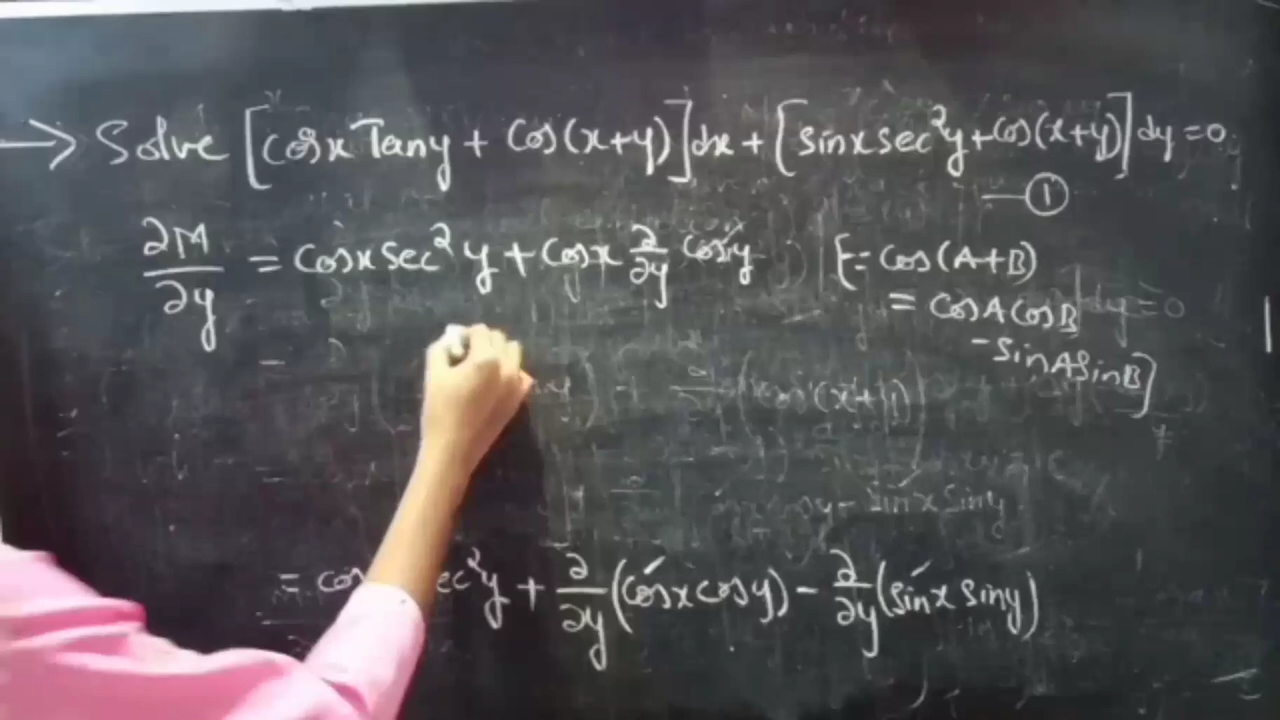 → Solve [cosx Tany + cos(x+y)]dx + [sinx sec²y + cos(x+y)]dy = 0
— ①
∂M/∂y = cosx sec²y + cosx ∂/∂y cosy
[∵ cos(A+B)
= cosA cosB
- sinA sinB]
= cos ec²y + ∂/∂y (cosx cosy) - ∂/∂y (sinx siny)